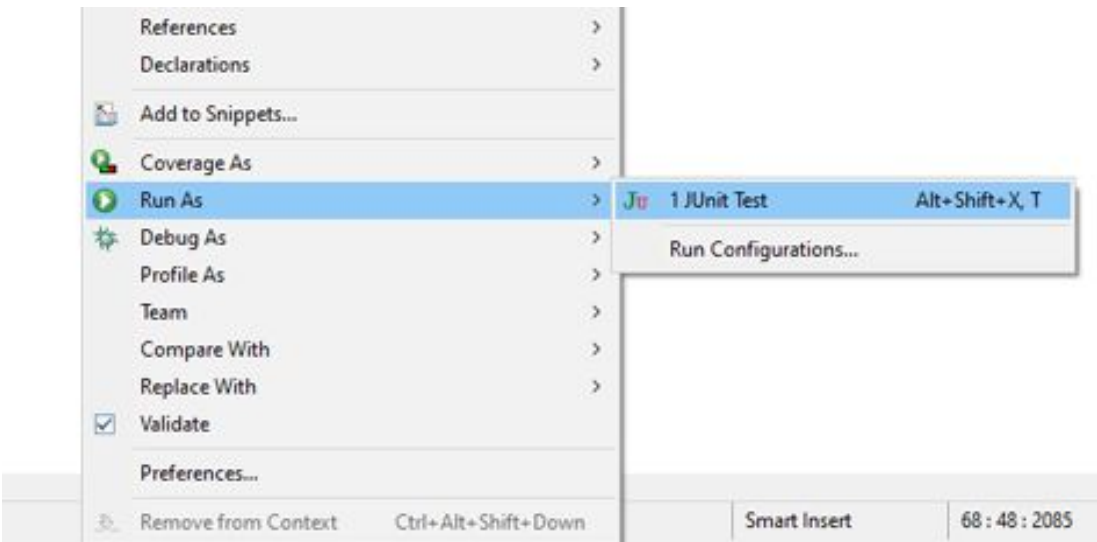 References
Declarations
Add to Snippets...
Coverage As
Run As
Ju 1 JUnit Test Alt+Shift+X, T
Debug As
Run Configurations...
Profile As
Team
Compare With
Replace With
Validate
Preferences...
Remove from Context Ctrl+Alt+Shift+Down
Smart Insert 68 : 48 : 2085